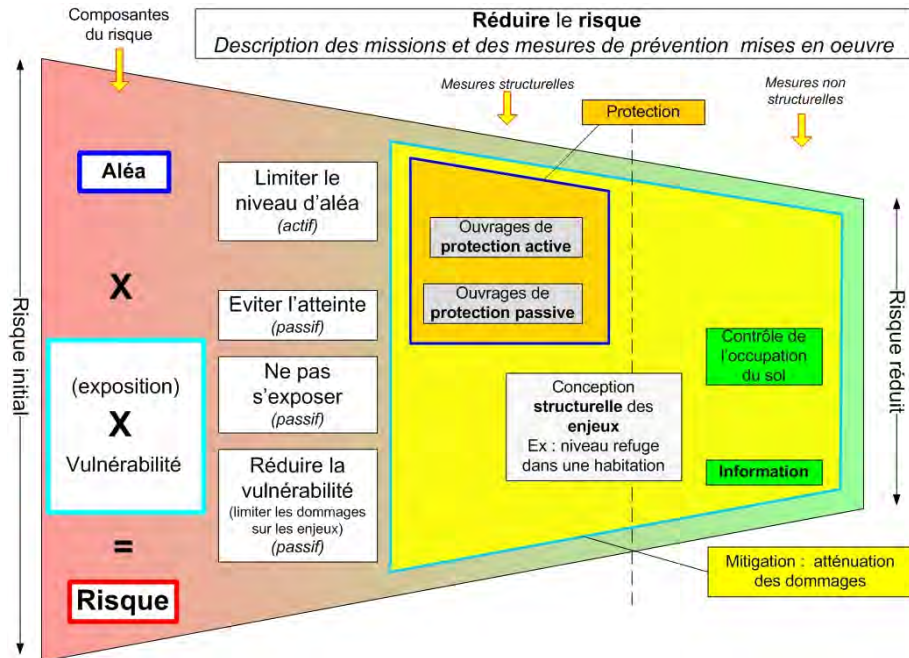 Composantes
du risque
Réduire le risque
Description des missions et des mesures de prévention mises en oeuvre
Mesures structurelles
Mesures non
structurelles
Protection
Aléa
Limiter le
niveau d'aléa
(actif)
Ouvrages de
protection active
X
Eviter l'atteinte
(passif)
Ouvrages de
protection passive
Risque initial
Risque réduit
(exposition)
X
Vulnérabilité
Ne pas
s'exposer
(passif)
Contrôle de
l'occupation
du sol
Conception
structurelle des
enjeux
Ex : niveau refuge
dans une habitation
Réduire la
vulnérabilité
(limiter les dommages
sur les enjeux)
(passif)
Information
=
Risque
Mitigation : atténuation
des dommages